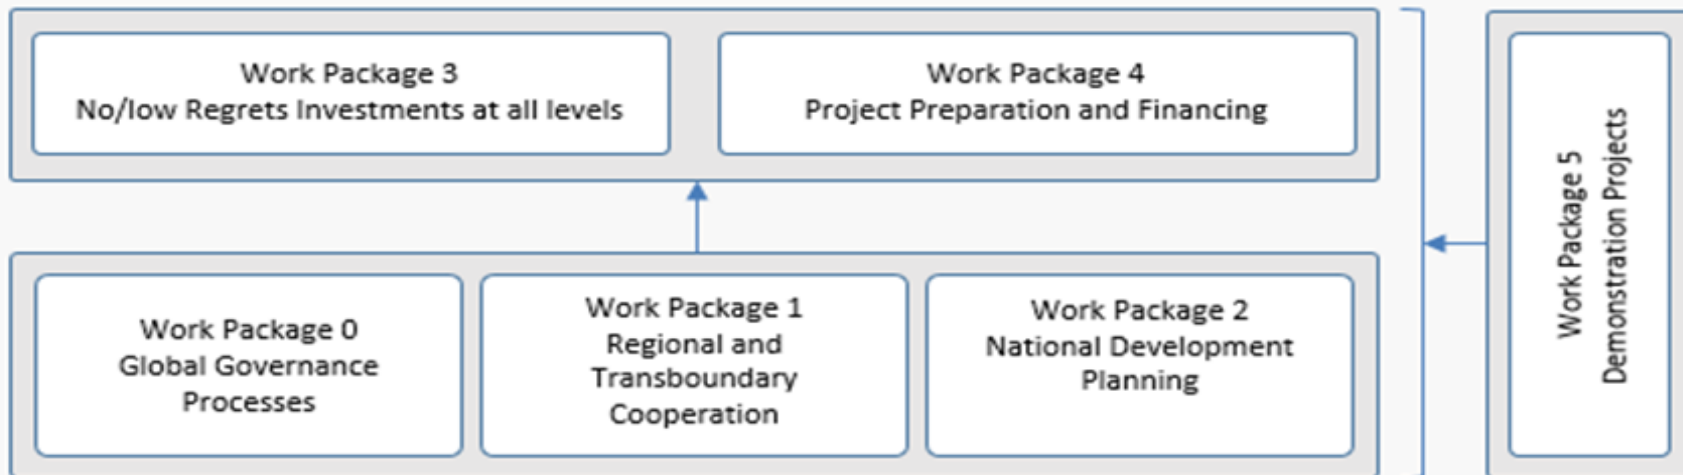 Work Package 3
No/low Regrets Investments at all levels
Work Package 4
Project Preparation and Financing
Work Package 0
Global Governance
Processes
Work Package 1
Regional and
Transboundary
Cooperation
Work Package 2
National Development
Planning
Work Package 5
Demonstration Projects